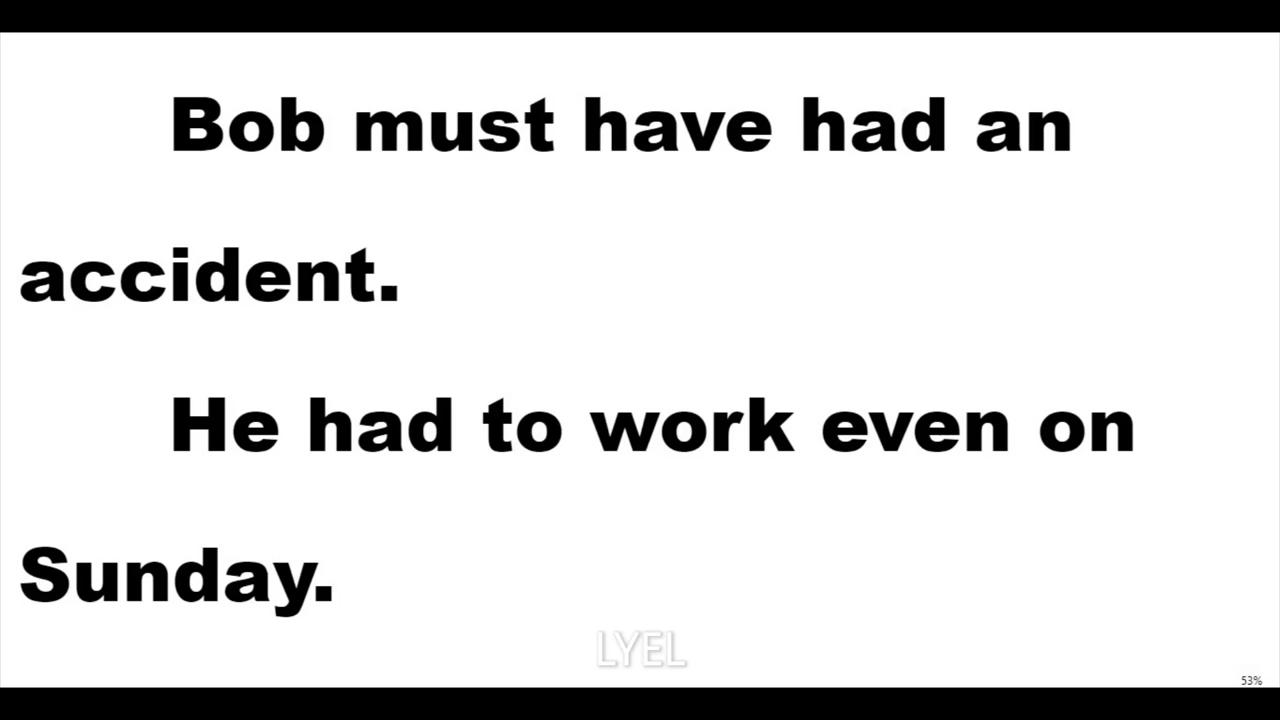 Bob must have had an
accident.
He had to work even on
Sunday.
LYEL
53%